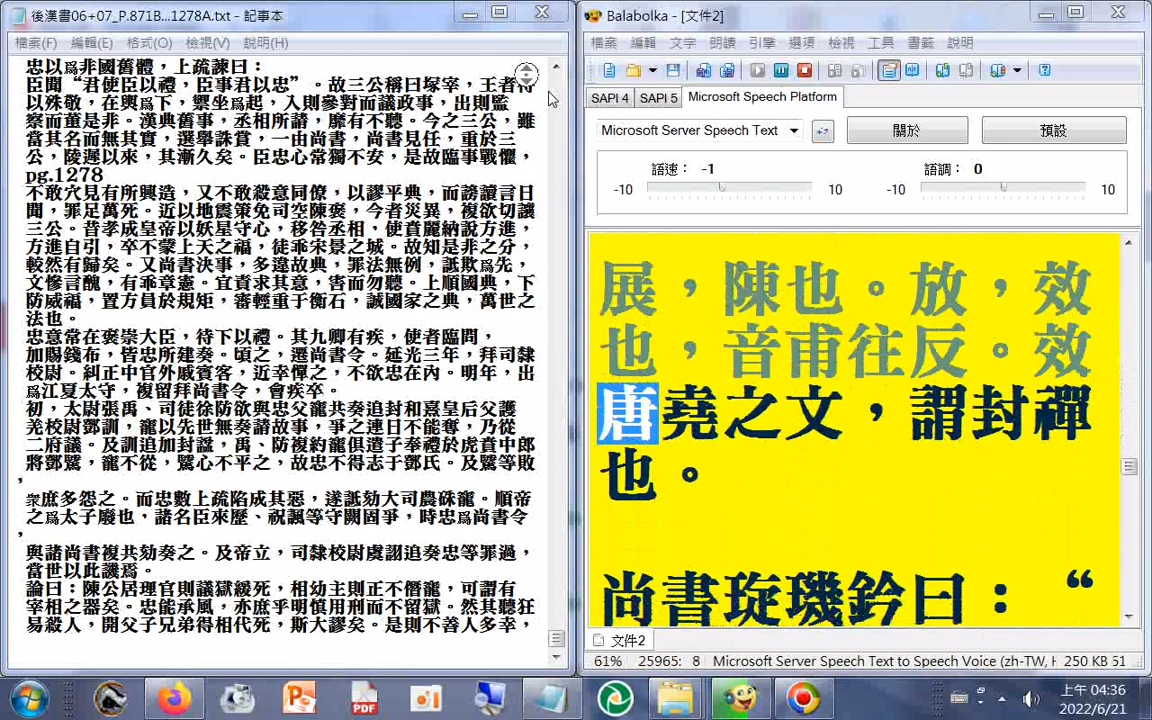 後漢書06+07_P.871B...1278A.txt - 記事本
檔案(F) 編輯(E) 格式(O) 檢視(V) 說明(H)
忠以為非國舊體，上疏諫曰：
臣聞“君使臣以禮，臣事君以忠”。故三公稱曰塚宰，王者待
以殊敬，在輿為下，禦坐為起，入則參對而議政事，出則監
察而董是非。漢典舊事，丞相所請，靡有不聽。今之三公，雖
當其名而無其實，選舉誅賞，一由尚書，尚書見任，重於三
公，陵遲以來，其漸久矣。臣忠心常獨不安，是故臨事戰懼，
pg.1278
不敢穴見有所興造，又不敢殺意同僚，以謬平典，而謗讟言日
聞，罪足萬死。近以地震策免司空陳褒，今者災異，複欲切讓
三公。昔孝成皇帝以妖星守心，移咎丞相，使賁麗納說方進，
方進自引，卒不蒙上天之福，徒乖宋景之城。故知是非之分，
較然有歸矣。又尚書決事，多違故典，罪法無例，詆欺為先，
文慘言醜，有乖章憲。宜責求其意，害而勿聽。上順國典，下
防威福，置方員於規矩，審輕重于衡石，誠國家之典，萬世之
法也。
忠意常在褒崇大臣，待下以禮。其九卿有疾，使者臨問，
加賜錢布，皆忠所建奏。頃之，遷尚書令。延光三年，拜司隸
校尉。糾正中官外戚賓客，近幸憚之，不欲忠在內。明年，出
為江夏太守，複留拜尚書令，會疾卒。
初，太尉張禹、司徒徐防欲與忠父寵共奏追封和熹皇后父護
羌校尉鄧訓，寵以先世無奏請故事，爭之連日不能奪，乃從
二府議。及訓追加封諡，禹、防複約寵俱遣子奉禮於虎賁中郎
將鄧騭，寵不從，騭心不平之，故忠不得志于鄧氏。及騭等敗
，
眾庶多怨之。而忠數上疏陷成其惡，遂詆劾大司農硃寵。順帝
之為太子廢也，諸名臣來歷、祝諷等守闕固爭，時忠為尚書令
，
與諸尚書複共劾奏之。及帝立，司隸校尉虞詡追奏忠等罪過，
當世以此譏焉。
論曰：陳公居理官則議獄緩死，相幼主則正不僭寵，可謂有
宰相之器矣。忠能承風，亦庶乎明慎用刑而不留獄。然其聽狂
易殺人，開父子兄弟得相代死，斯大謬矣。是則不善人多幸，
Balabolka - [文件2]
檔案 編輯 文字 朗讀 引擎 選項 檢視 工具 書籤 說明
SAPI 4 SAPI 5 Microsoft Speech Platform
Microsoft Server Speech Text 關於 預設
語速： -1 語調： 0
-10 10 -10 10
展，陳也。放，效
也，音甫往反。效
唐堯之文，謂封禪
也。
尚書琁璣鈐曰：“
文件2
61% 25965: 8 Microsoft Server Speech Text to Speech Voice (zh-TW, H 250 KB 51
上午 04:36
2022/6/21